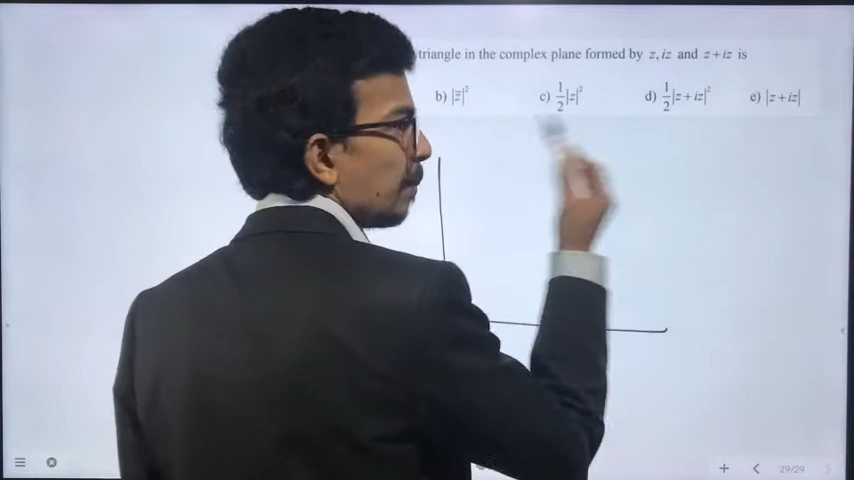 triangle in the complex plane formed by z, iz and z + iz is
b) |z̅|² c) 1/2|z|² d) 1/2|z + iz|² e) |z + iz|
29/29